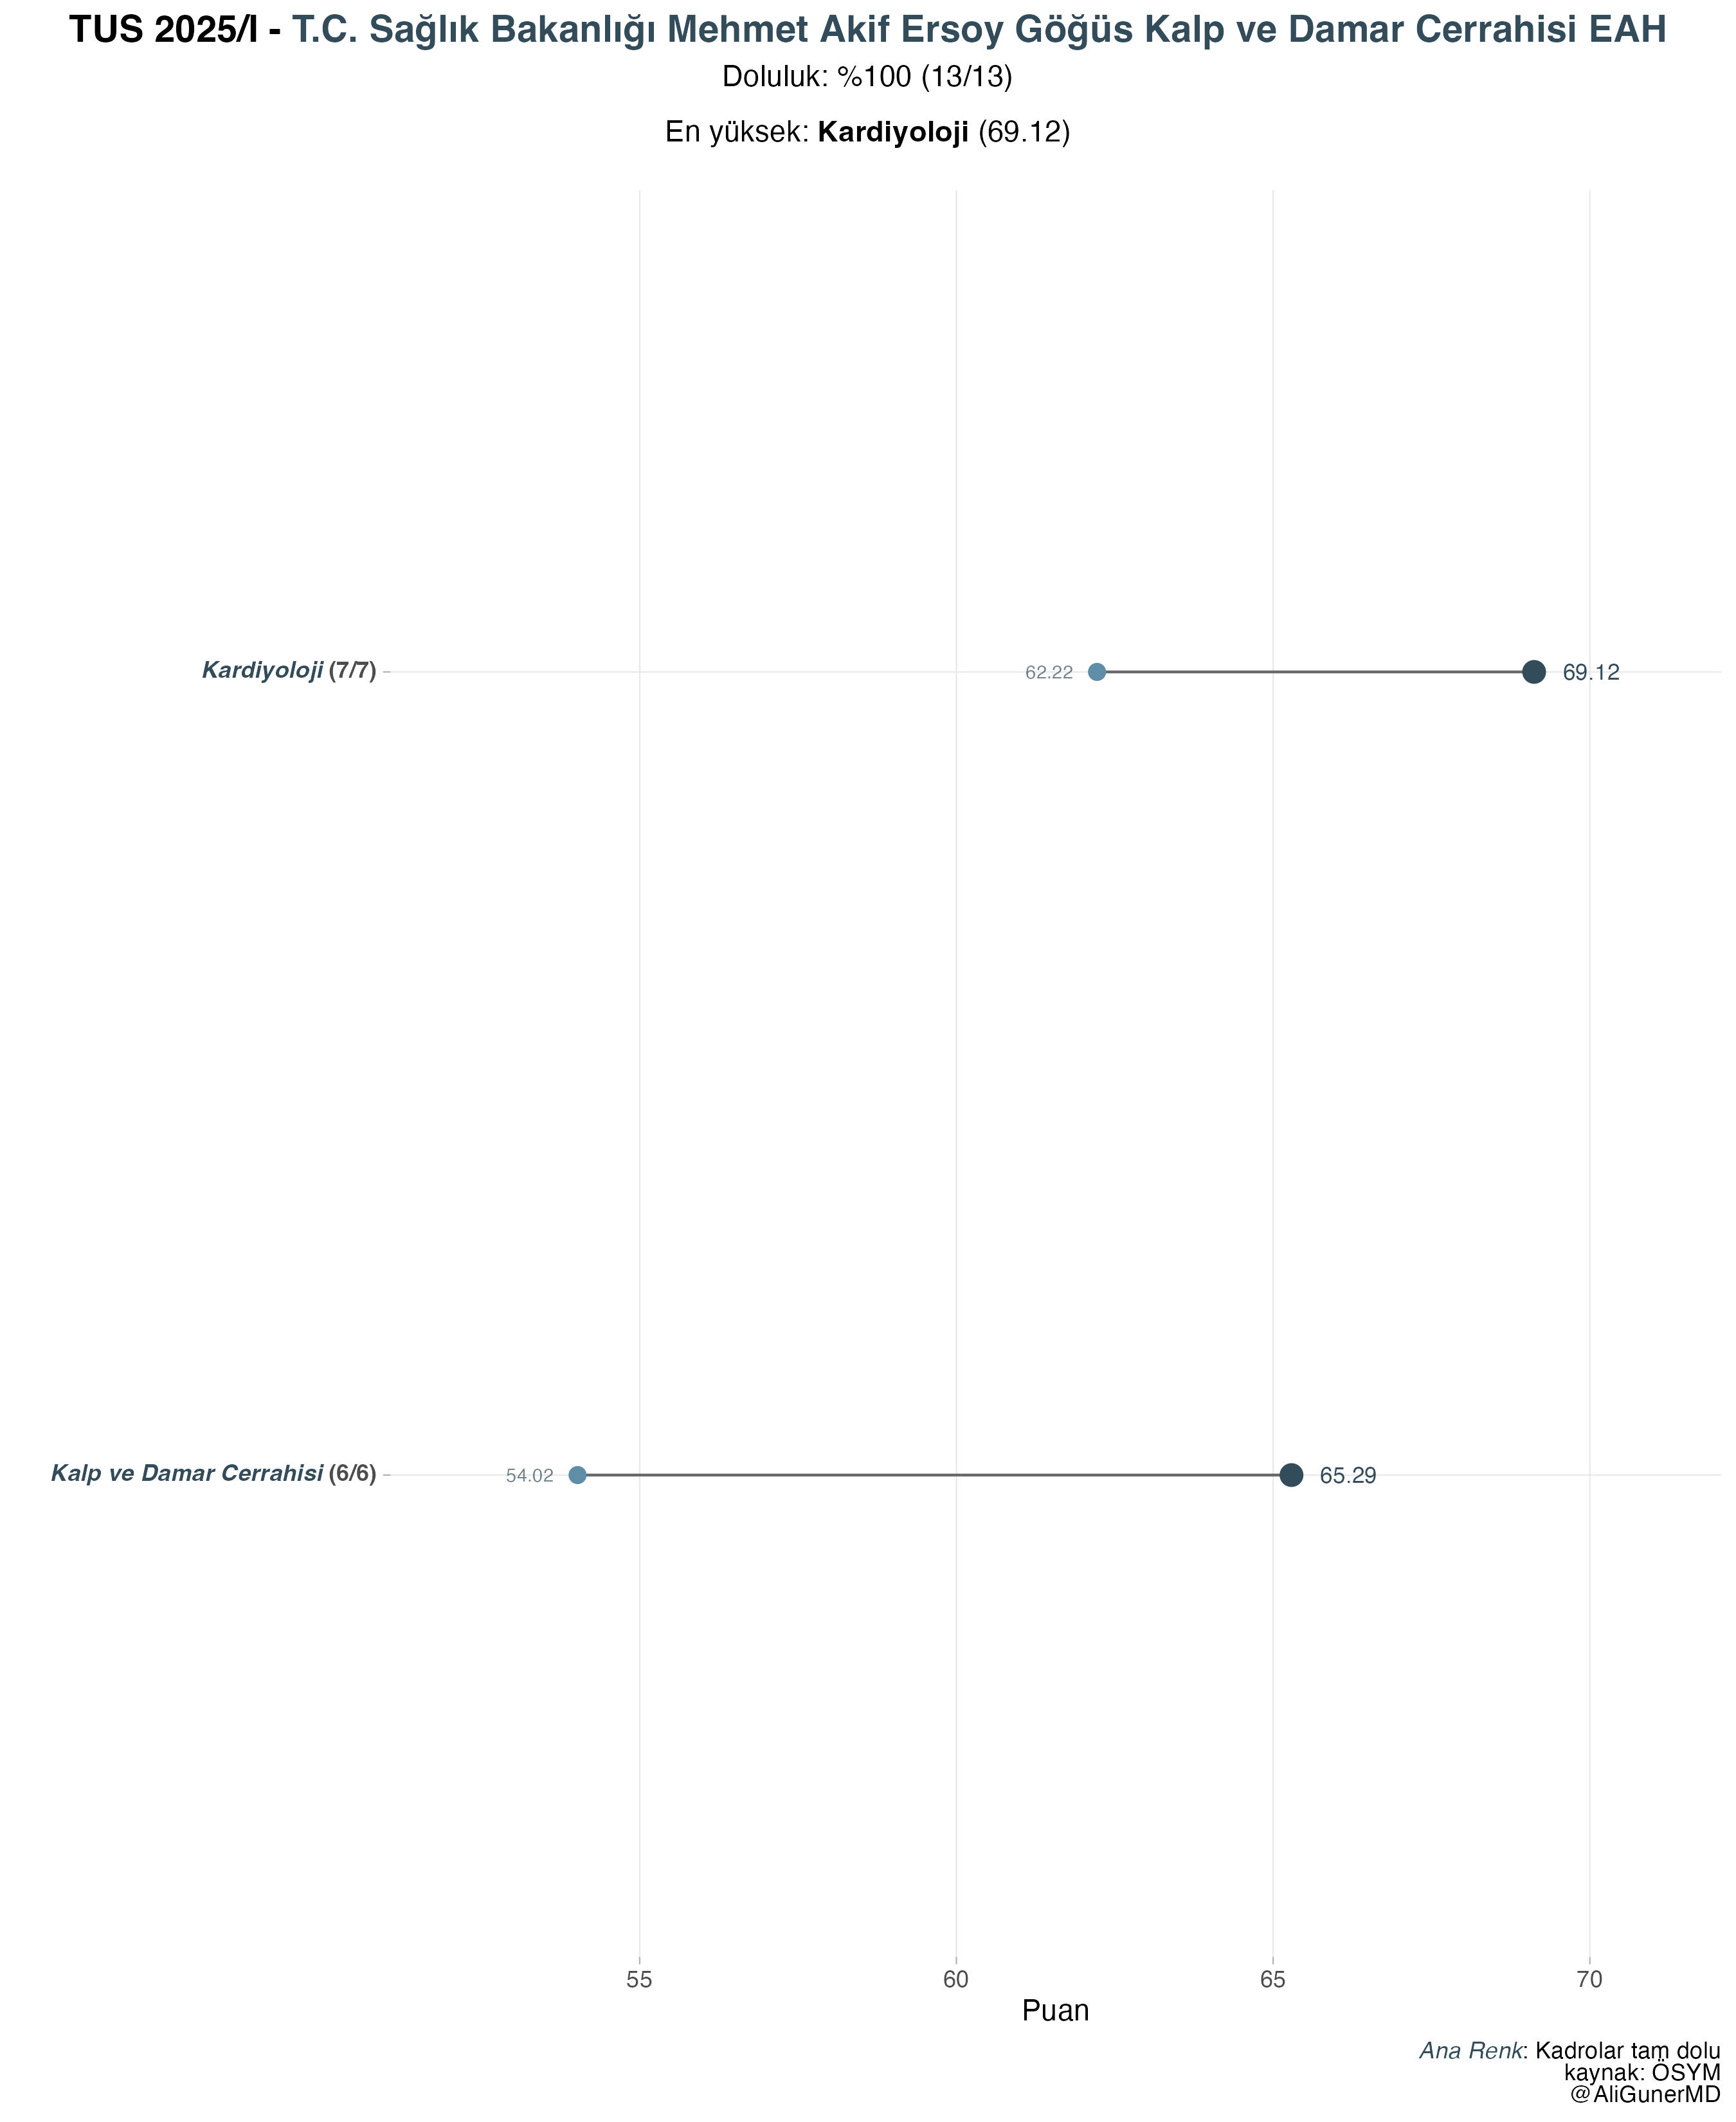 TUS 2025/I - T.C. Sağlık Bakanlığı Mehmet Akif Ersoy Göğüs Kalp ve Damar Cerrahisi EAH
Doluluk: %100 (13/13)
En yüksek: Kardiyoloji (69.12)
Kardiyoloji (7/7)
62.22
69.12
Kalp ve Damar Cerrahisi (6/6)
54.02
65.29
55 60 65 70
Puan
Ana Renk: Kadrolar tam dolu
kaynak: ÖSYM
@AliGunerMD